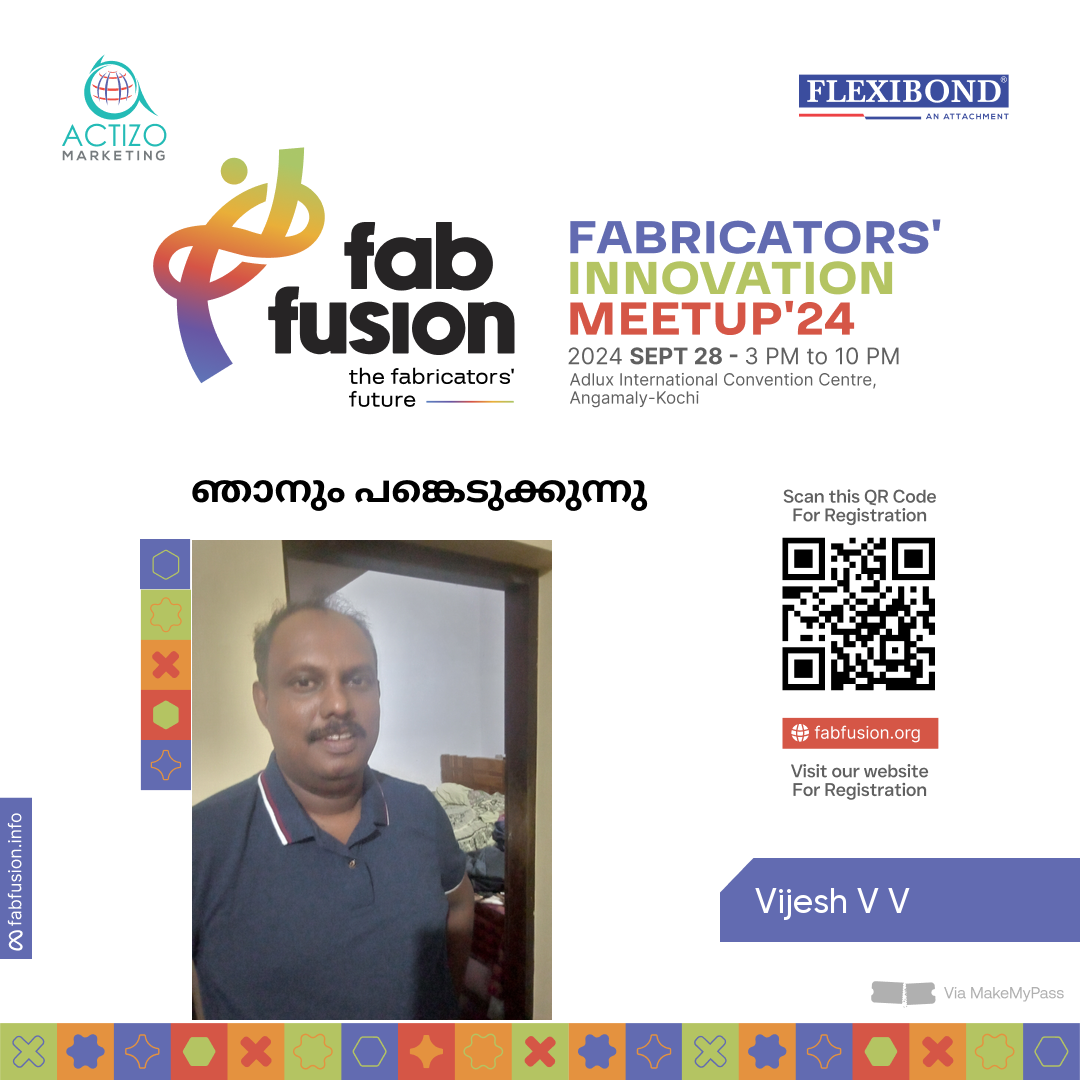 ACTIZO
MARKETING
FLEXIBOND®
AN ATTACHMENT
fab
fusion
the fabricators'
future
FABRICATORS'
INNOVATION
MEETUP'24
2024 SEPT 28 - 3 PM to 10 PM
Adlux International Convention Centre,
Angamaly-Kochi
ഞാനും പങ്കെടുക്കുന്നു
Scan this QR Code
For Registration
fabfusion.org
Visit our website
For Registration
fabfusion.info
Vijesh V V
Via MakeMyPass